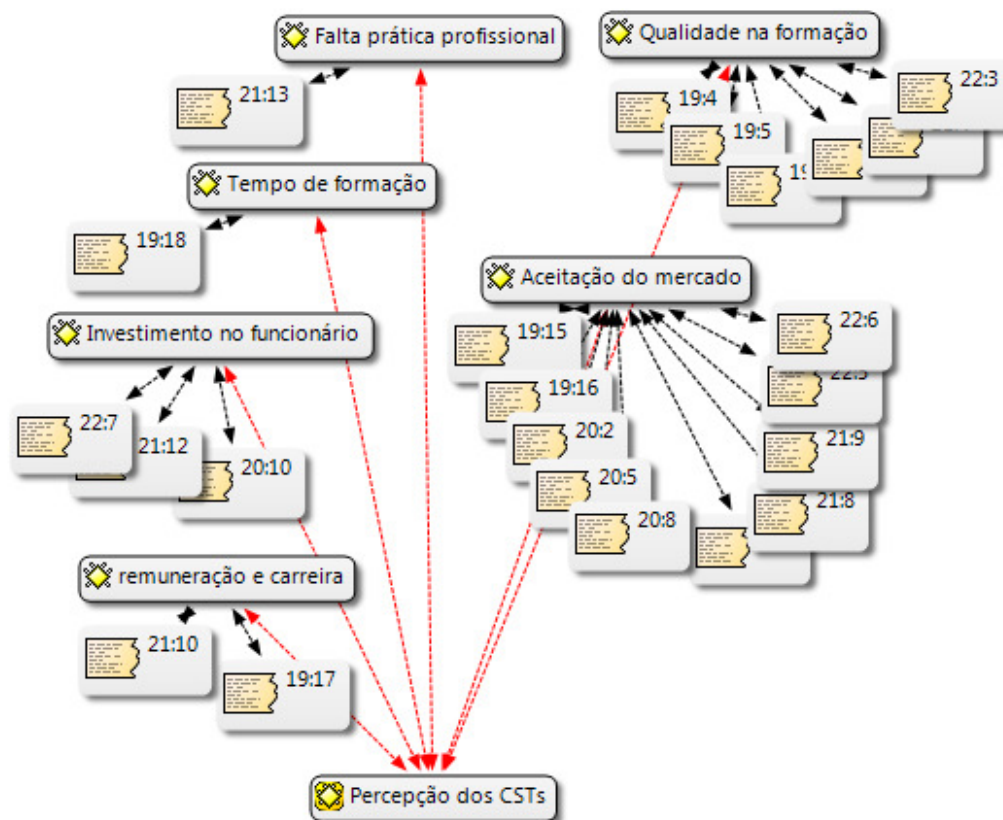 Falta prática profissional
21:13
Tempo de formação
19:18
Investimento no funcionário
22:7
21:12
20:10
remuneração e carreira
21:10
19:17
Qualidade na formação
19:4
19:5
22:3
Aceitação do mercado
19:15
19:16
20:2
20:5
20:8
22:6
21:9
21:8
Percepção dos CSTs